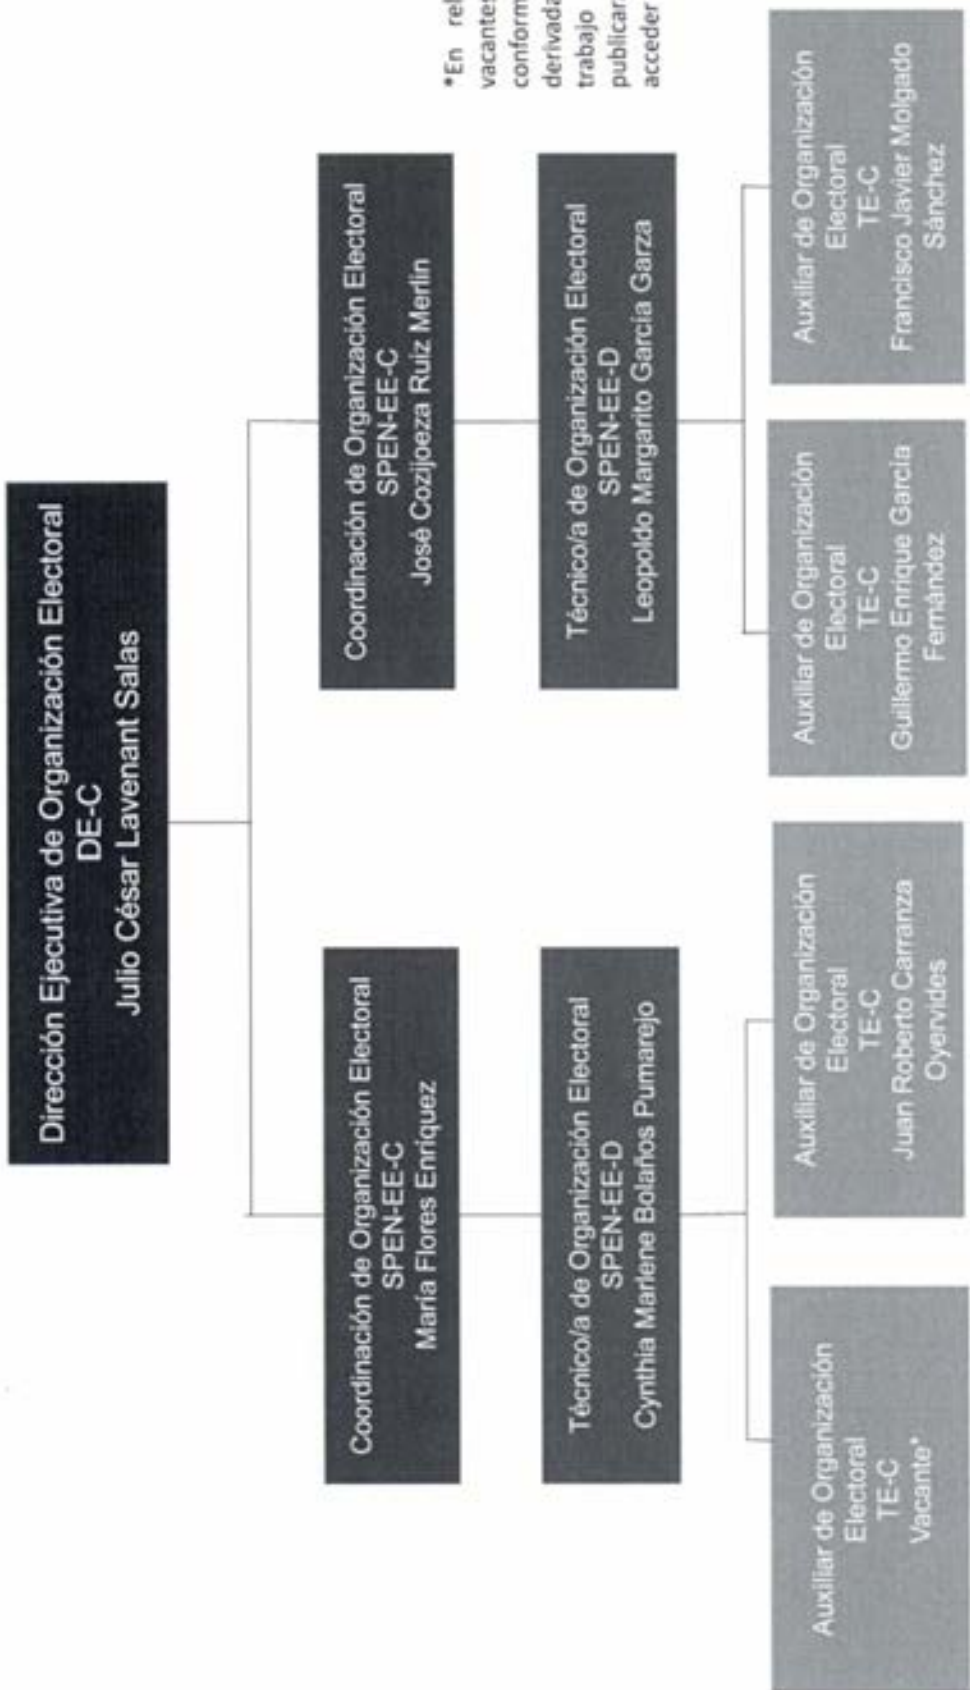 Dirección Ejecutiva de Organización Electoral
DE-C
Julio César Lavenant Salas
Coordinación de Organización Electoral
SPEN-EE-C
María Flores Enríquez
Coordinación de Organización Electoral
SPEN-EE-C
José Cozijoeza Ruiz Merlin
Técnico/a de Organización Electoral
SPEN-EE-D
Cynthia Marlene Bolaños Pumarejo
Técnico/a de Organización Electoral
SPEN-EE-D
Leopoldo Margarito García Garza
Auxiliar de Organización
Electoral
TE-C
Vacante*
Auxiliar de Organización
Electoral
TE-C
Juan Roberto Carranza
Oyervides
Auxiliar de Organización
Electoral
TE-C
Guillermo Enrique García
Fernández
Auxiliar de Organización
Electoral
TE-C
Francisco Javier Molgado
Sánchez
*En rel
vacantes
conform
derivada
trabajo
publicar
acceder